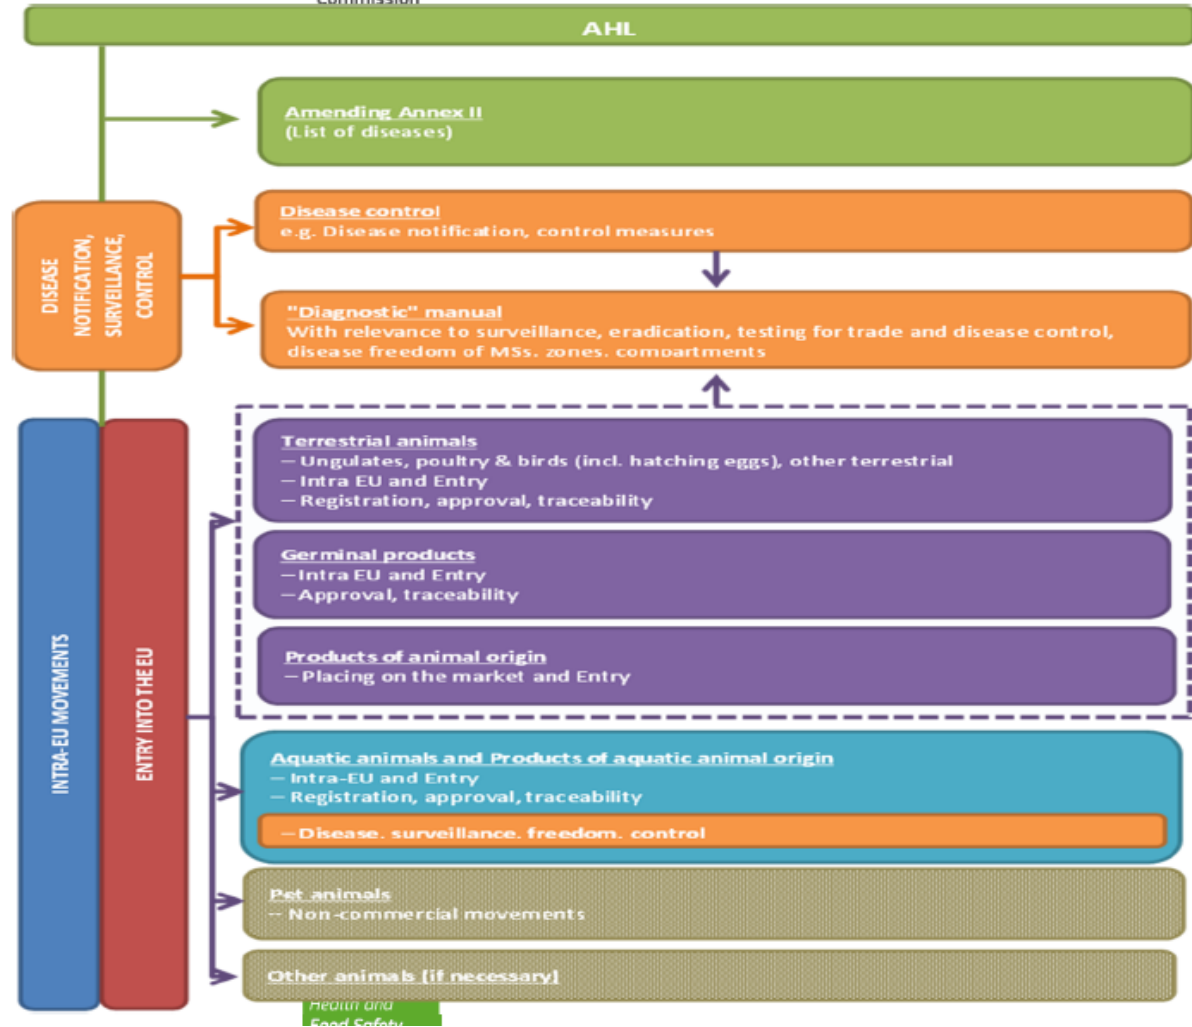 Commission
AHL
Amending Annex II
(List of diseases)
DISEASE
NOTIFICATION,
SURVEILLANCE,
CONTROL
Disease control
e.g. Disease notification, control measures
"Diagnostic" manual
With relevance to surveillance, eradication, testing for trade and disease control,
disease freedom of MSs. zones. compartments
INTRA-EU MOVEMENTS
ENTRY INTO THE EU
Terrestrial animals
– Ungulates, poultry & birds (incl. hatching eggs), other terrestrial
– Intra EU and Entry
– Registration, approval, traceability
Germinal products
– Intra EU and Entry
– Approval, traceability
Products of animal origin
– Placing on the market and Entry
Aquatic animals and Products of aquatic animal origin
– Intra-EU and Entry
– Registration, approval, traceability
– Disease. surveillance. freedom. control
Pet animals
-- Non-commercial movements
Other animals (if necessary)
Health and
Food Safety